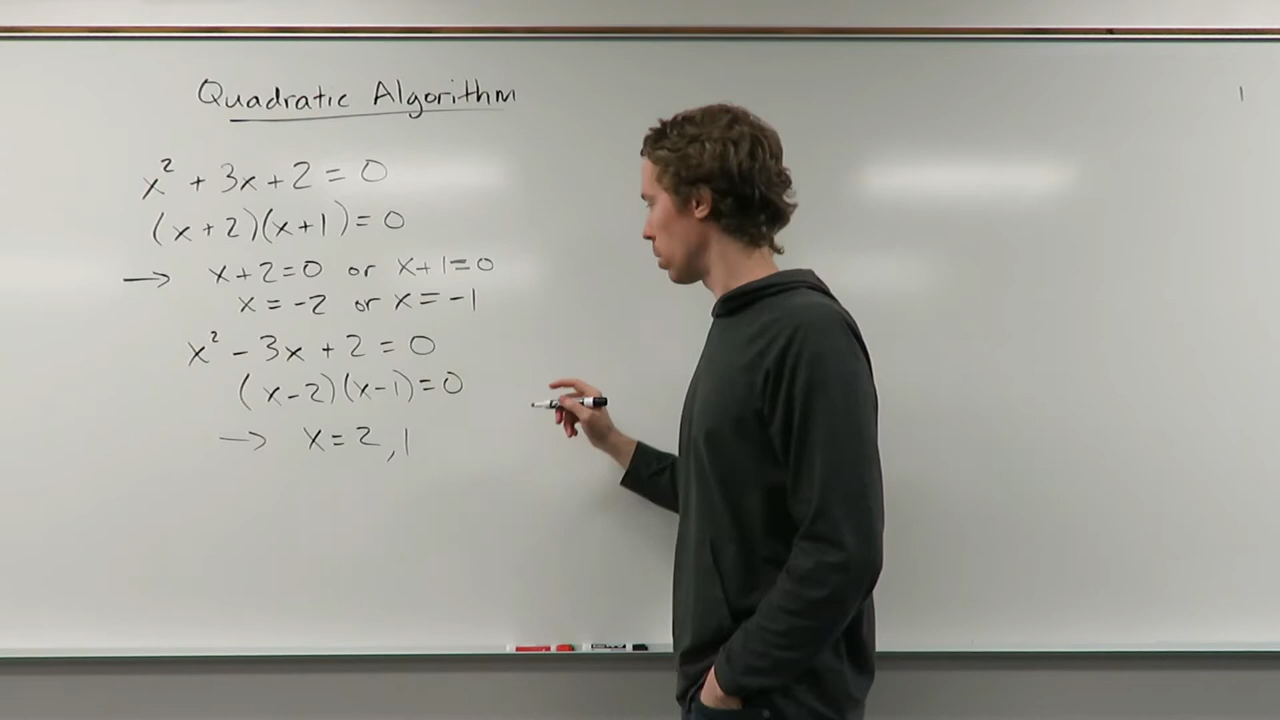 Quadratic Algorithm
1
x² + 3x + 2 = 0
(x+2)(x+1) = 0
→ x+2=0 or x+1=0
x = -2 or x = -1
x² - 3x + 2 = 0
(x-2)(x-1) = 0
→ x = 2, 1